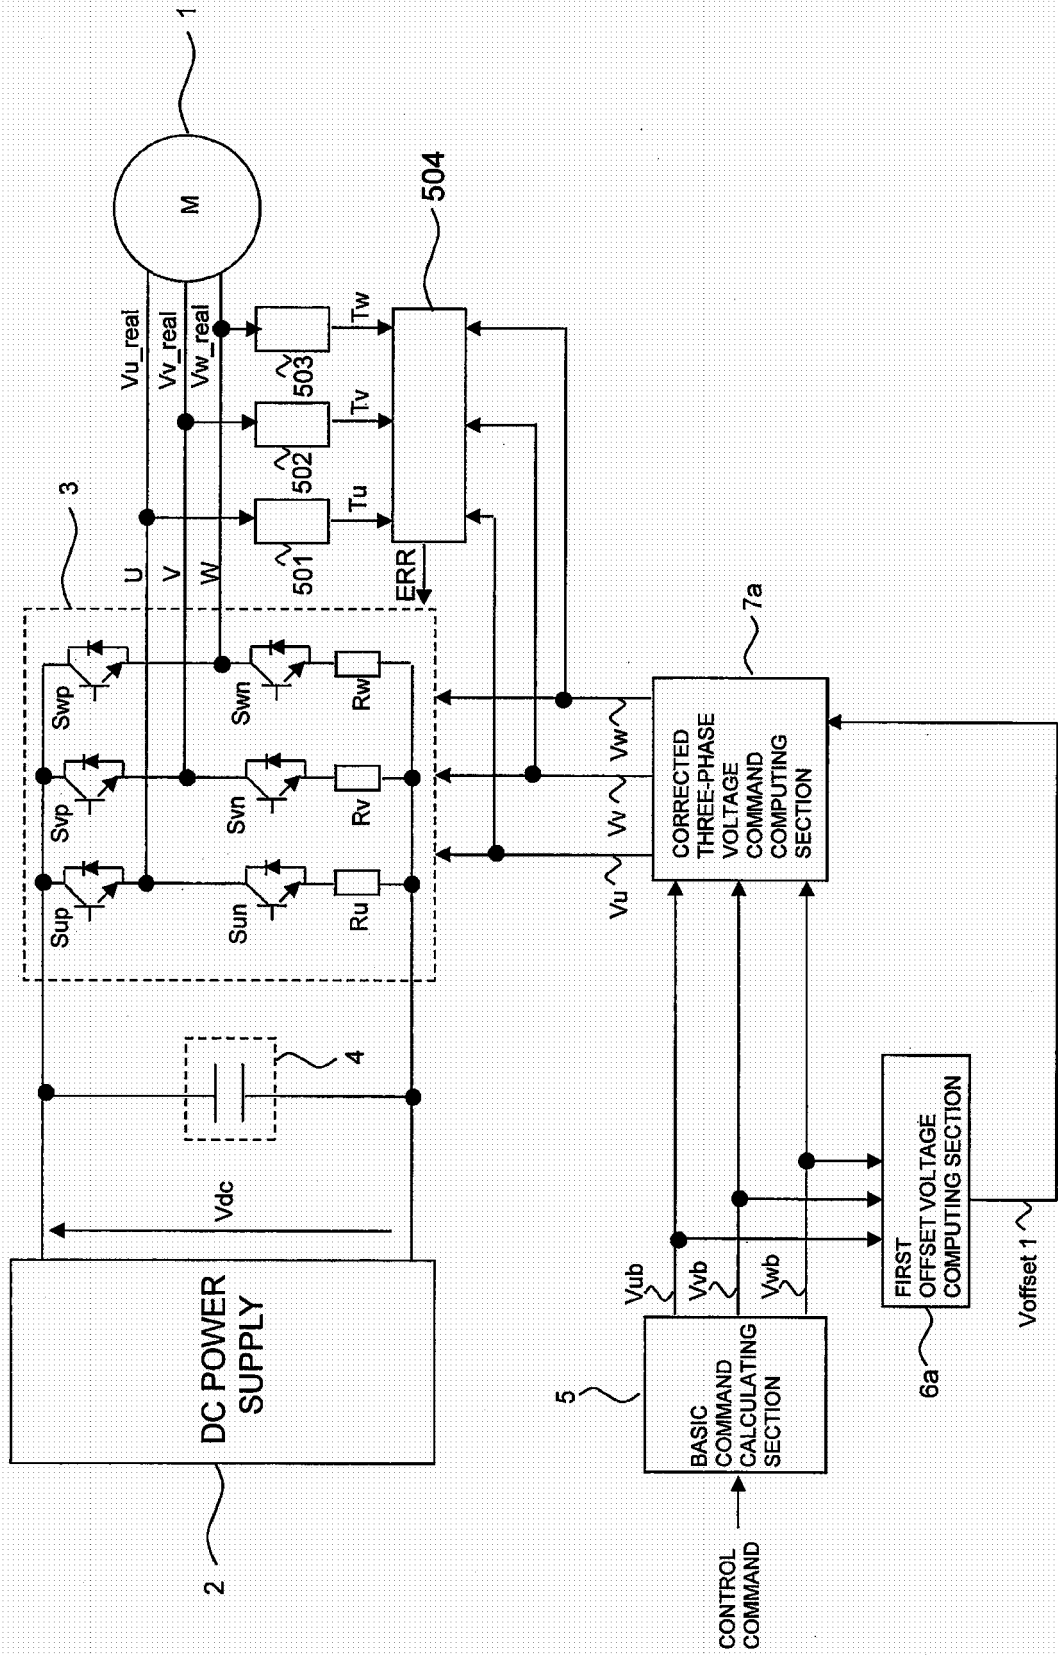 2
DC POWER
SUPPLY
Vdc
4
3
Sup
Svp
Swp
Sun
Svn
Swn
Ru
Rv
Rw
U
V
W
Vu_real
Vv_real
Vw_real
M
1
501
502
503
Tu
Tv
Tw
504
ERR
CONTROL
COMMAND
5
BASIC
COMMAND
CALCULATING
SECTION
Vub
Vvb
Vwb
6a
FIRST
OFFSET VOLTAGE
COMPUTING SECTION
Voffset 1
Vu
Vv
Vw
CORRECTED
THREE-PHASE
VOLTAGE
COMMAND
COMPUTING
SECTION
7a